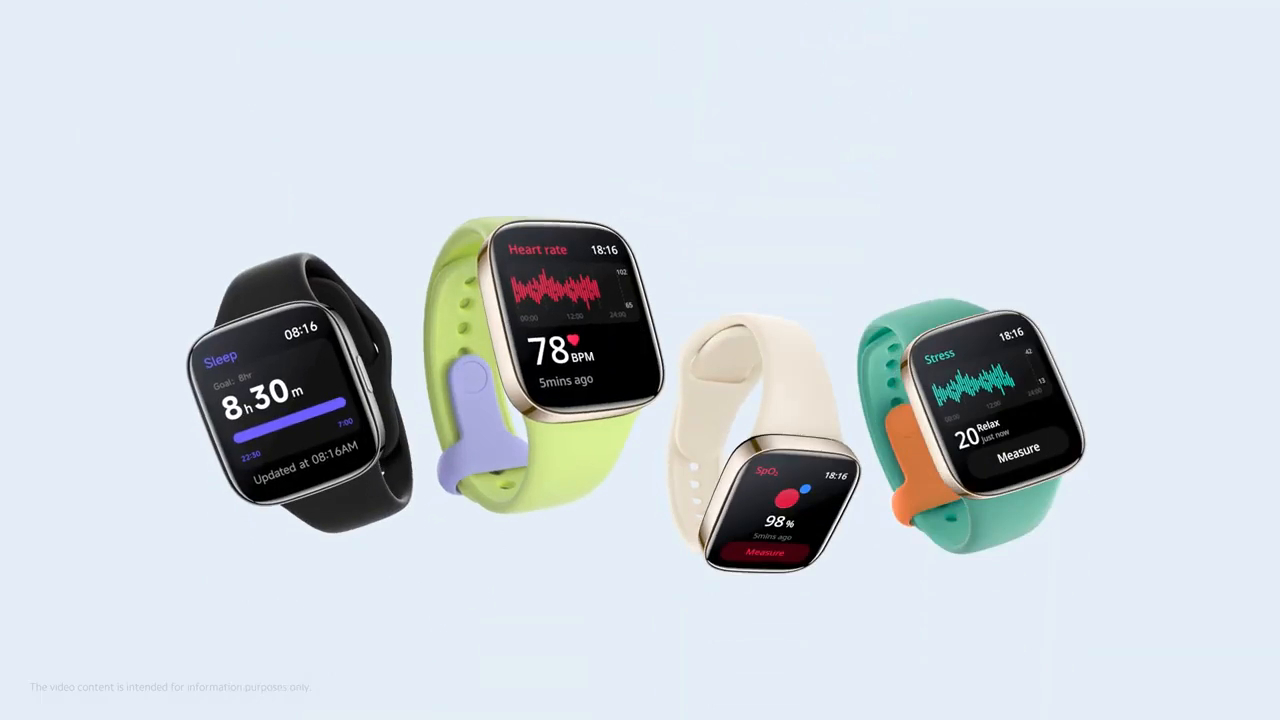 08:16
Sleep
Goal: 8hr
8h30m
7:00
22:30
Updated at 08:16AM
Heart rate
18:16
102
65
00:00 12:00 24:00
78 BPM
5mins ago
SpO₂
18:16
98%
5mins ago
Measure
18:16
Stress
42
13
00:00 12:00 24:00
20 Relax
Just now
Measure
The video content is intended for information purposes only.